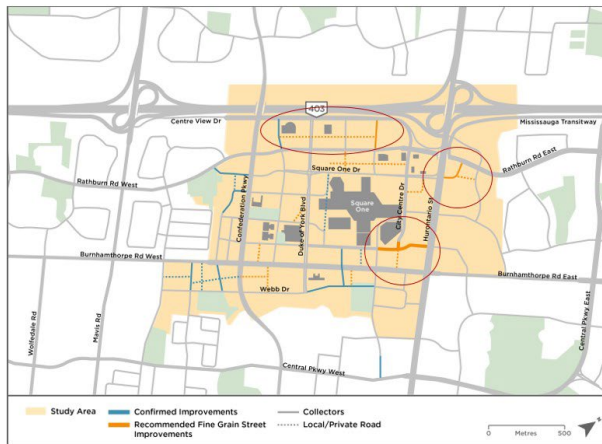 403
Centre View Dr
Mississauga Transitway
Rathburn Rd East
Square One Dr
Rathburn Rd West
Confederation Pkwy
Duke of York Blvd
Square
One
City Centre Dr
Hurontario St
Burnhamthorpe Rd West
Burnhamthorpe Rd East
Webb Dr
Wolfedale Rd
Mavis Rd
Central Pkwy East
Central Pkwy West
Study Area
Confirmed Improvements
Collectors
Recommended Fine Grain Street
Improvements
Local/Private Road
0 Metres 500